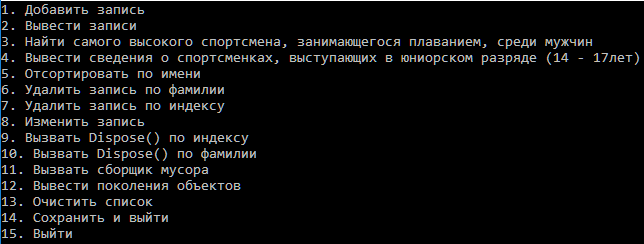 1. Добавить запись
2. Вывести записи
3. Найти самого высокого спортсмена, занимающегося плаванием, среди мужчин
4. Вывести сведения о спортсменках, выступающих в юниорском разряде (14 - 17лет)
5. Отсортировать по имени
6. Удалить запись по фамилии
7. Удалить запись по индексу
8. Изменить запись
9. Вызвать Dispose() по индексу
10. Вызвать Dispose() по фамилии
11. Вызвать сборщик мусора
12. Вывести поколения объектов
13. Очистить список
14. Сохранить и выйти
15. Выйти